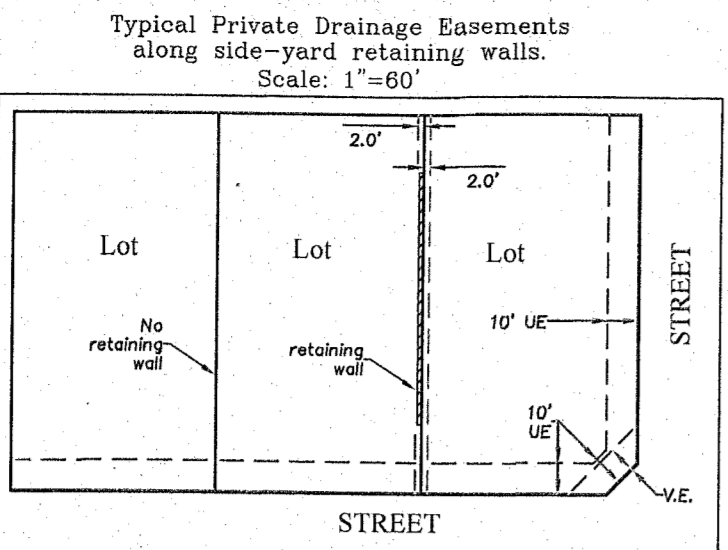 Typical Private Drainage Easements
along side-yard retaining walls.
Scale: 1"=60'
2.0'
2.0'
Lot
Lot
Lot
STREET
No
retaining
wall
retaining
wall
10' UE
10'
UE
V.E.
STREET